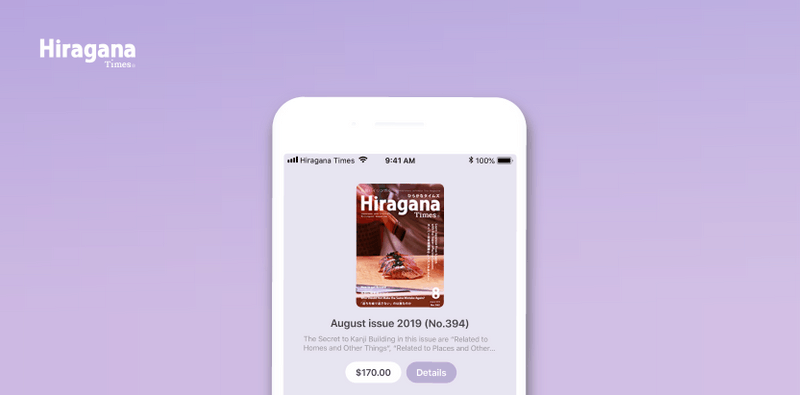 Hiragana
Times
Hiragana Times
9:41 AM
100%
ひらがなタイムズ
Hiragana
Times
8
August issue 2019 (No.394)
The Secret to Kanji Building in this issue are “Related to
Homes and Other Things”, “Related to Places and Other...
$170.00
Details